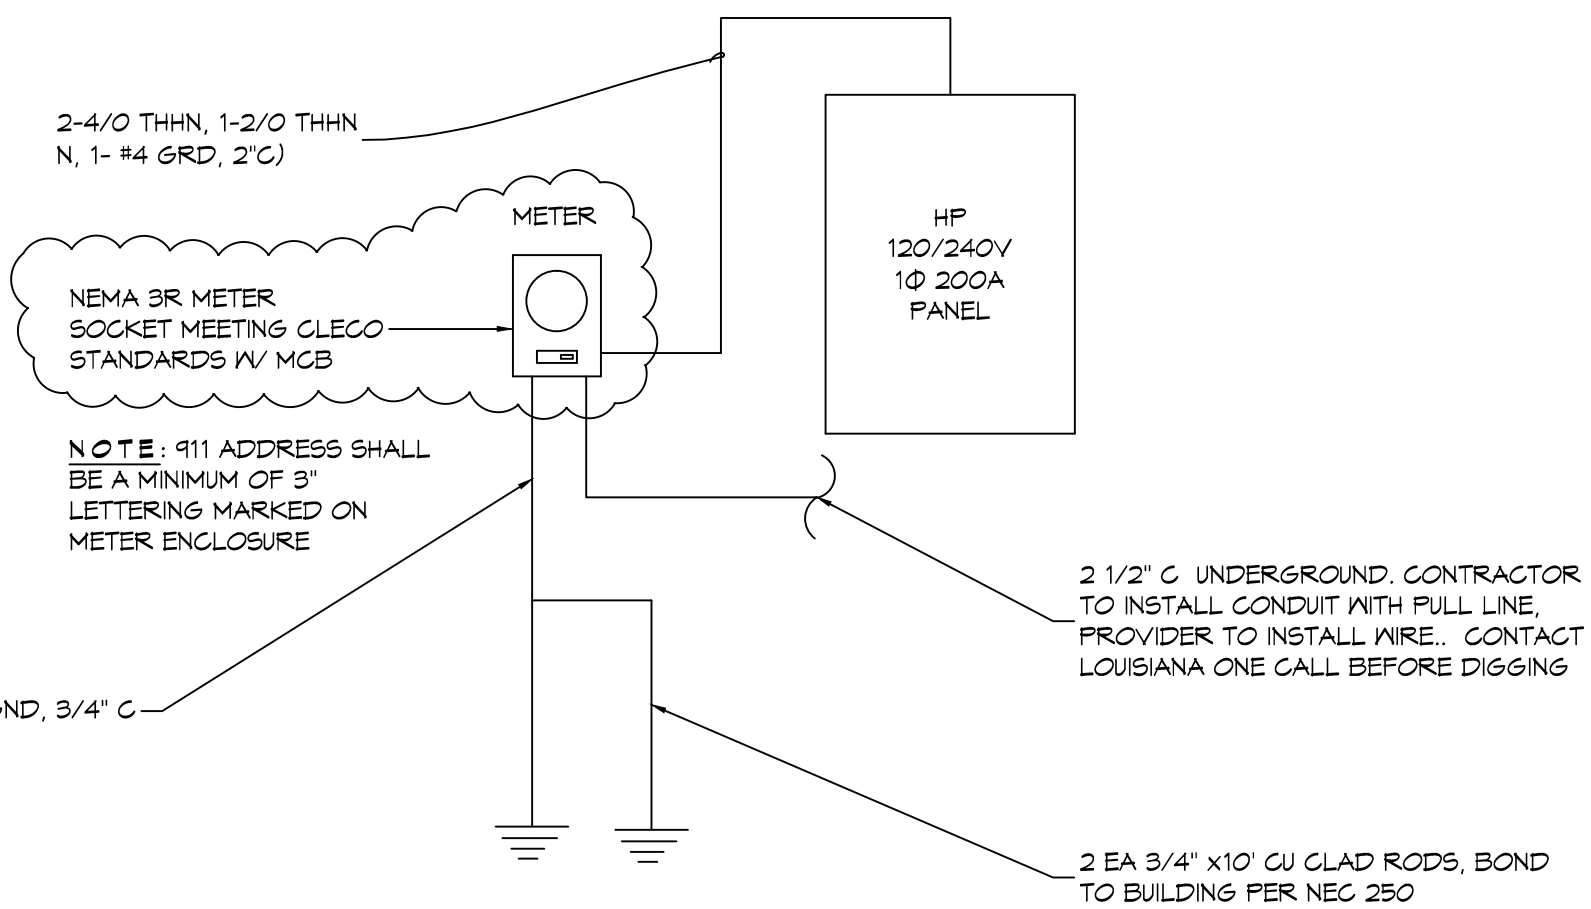 2-4/0 THHN, 1-2/0 THHN
N, 1- #4 GRD, 2"C)
METER
NEMA 3R METER
SOCKET MEETING CLECO
STANDARDS W/ MCB
HP
120/240V
1Φ 200A
PANEL
NOTE: 911 ADDRESS SHALL
BE A MINIMUM OF 3"
LETTERING MARKED ON
METER ENCLOSURE
2 1/2" C UNDERGROUND. CONTRACTOR
TO INSTALL CONDUIT WITH PULL LINE,
PROVIDER TO INSTALL WIRE.. CONTACT
LOUISIANA ONE CALL BEFORE DIGGING
3/4" C
2 EA 3/4" x10' CU CLAD RODS, BOND
TO BUILDING PER NEC 250